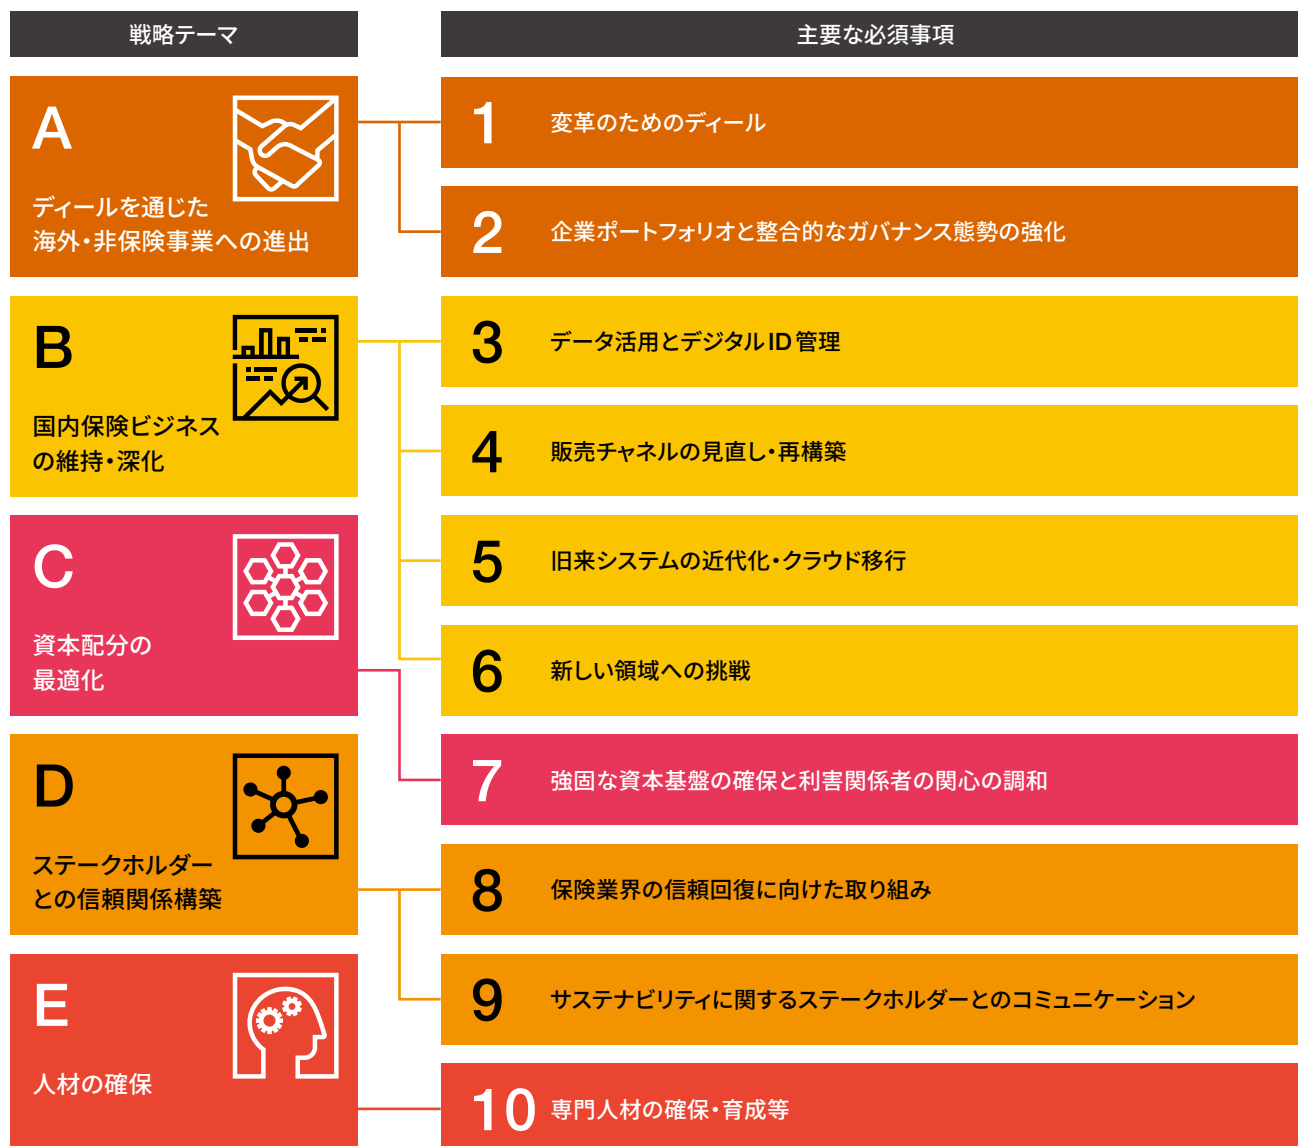 戦略テーマ
主要な必須事項
A
ディールを通じた
海外・非保険事業への進出
1
変革のためのディール
2
企業ポートフォリオと整合的なガバナンス態勢の強化
B
国内保険ビジネス
の維持・深化
3
データ活用とデジタルID管理
4
販売チャネルの見直し・再構築
5
旧来システムの近代化・クラウド移行
6
新しい領域への挑戦
C
資本配分の
最適化
7
強固な資本基盤の確保と利害関係者の関心の調和
D
ステークホルダー
との信頼関係構築
8
保険業界の信頼回復に向けた取り組み
9
サステナビリティに関するステークホルダーとのコミュニケーション
E
人材の確保
10
専門人材の確保・育成等